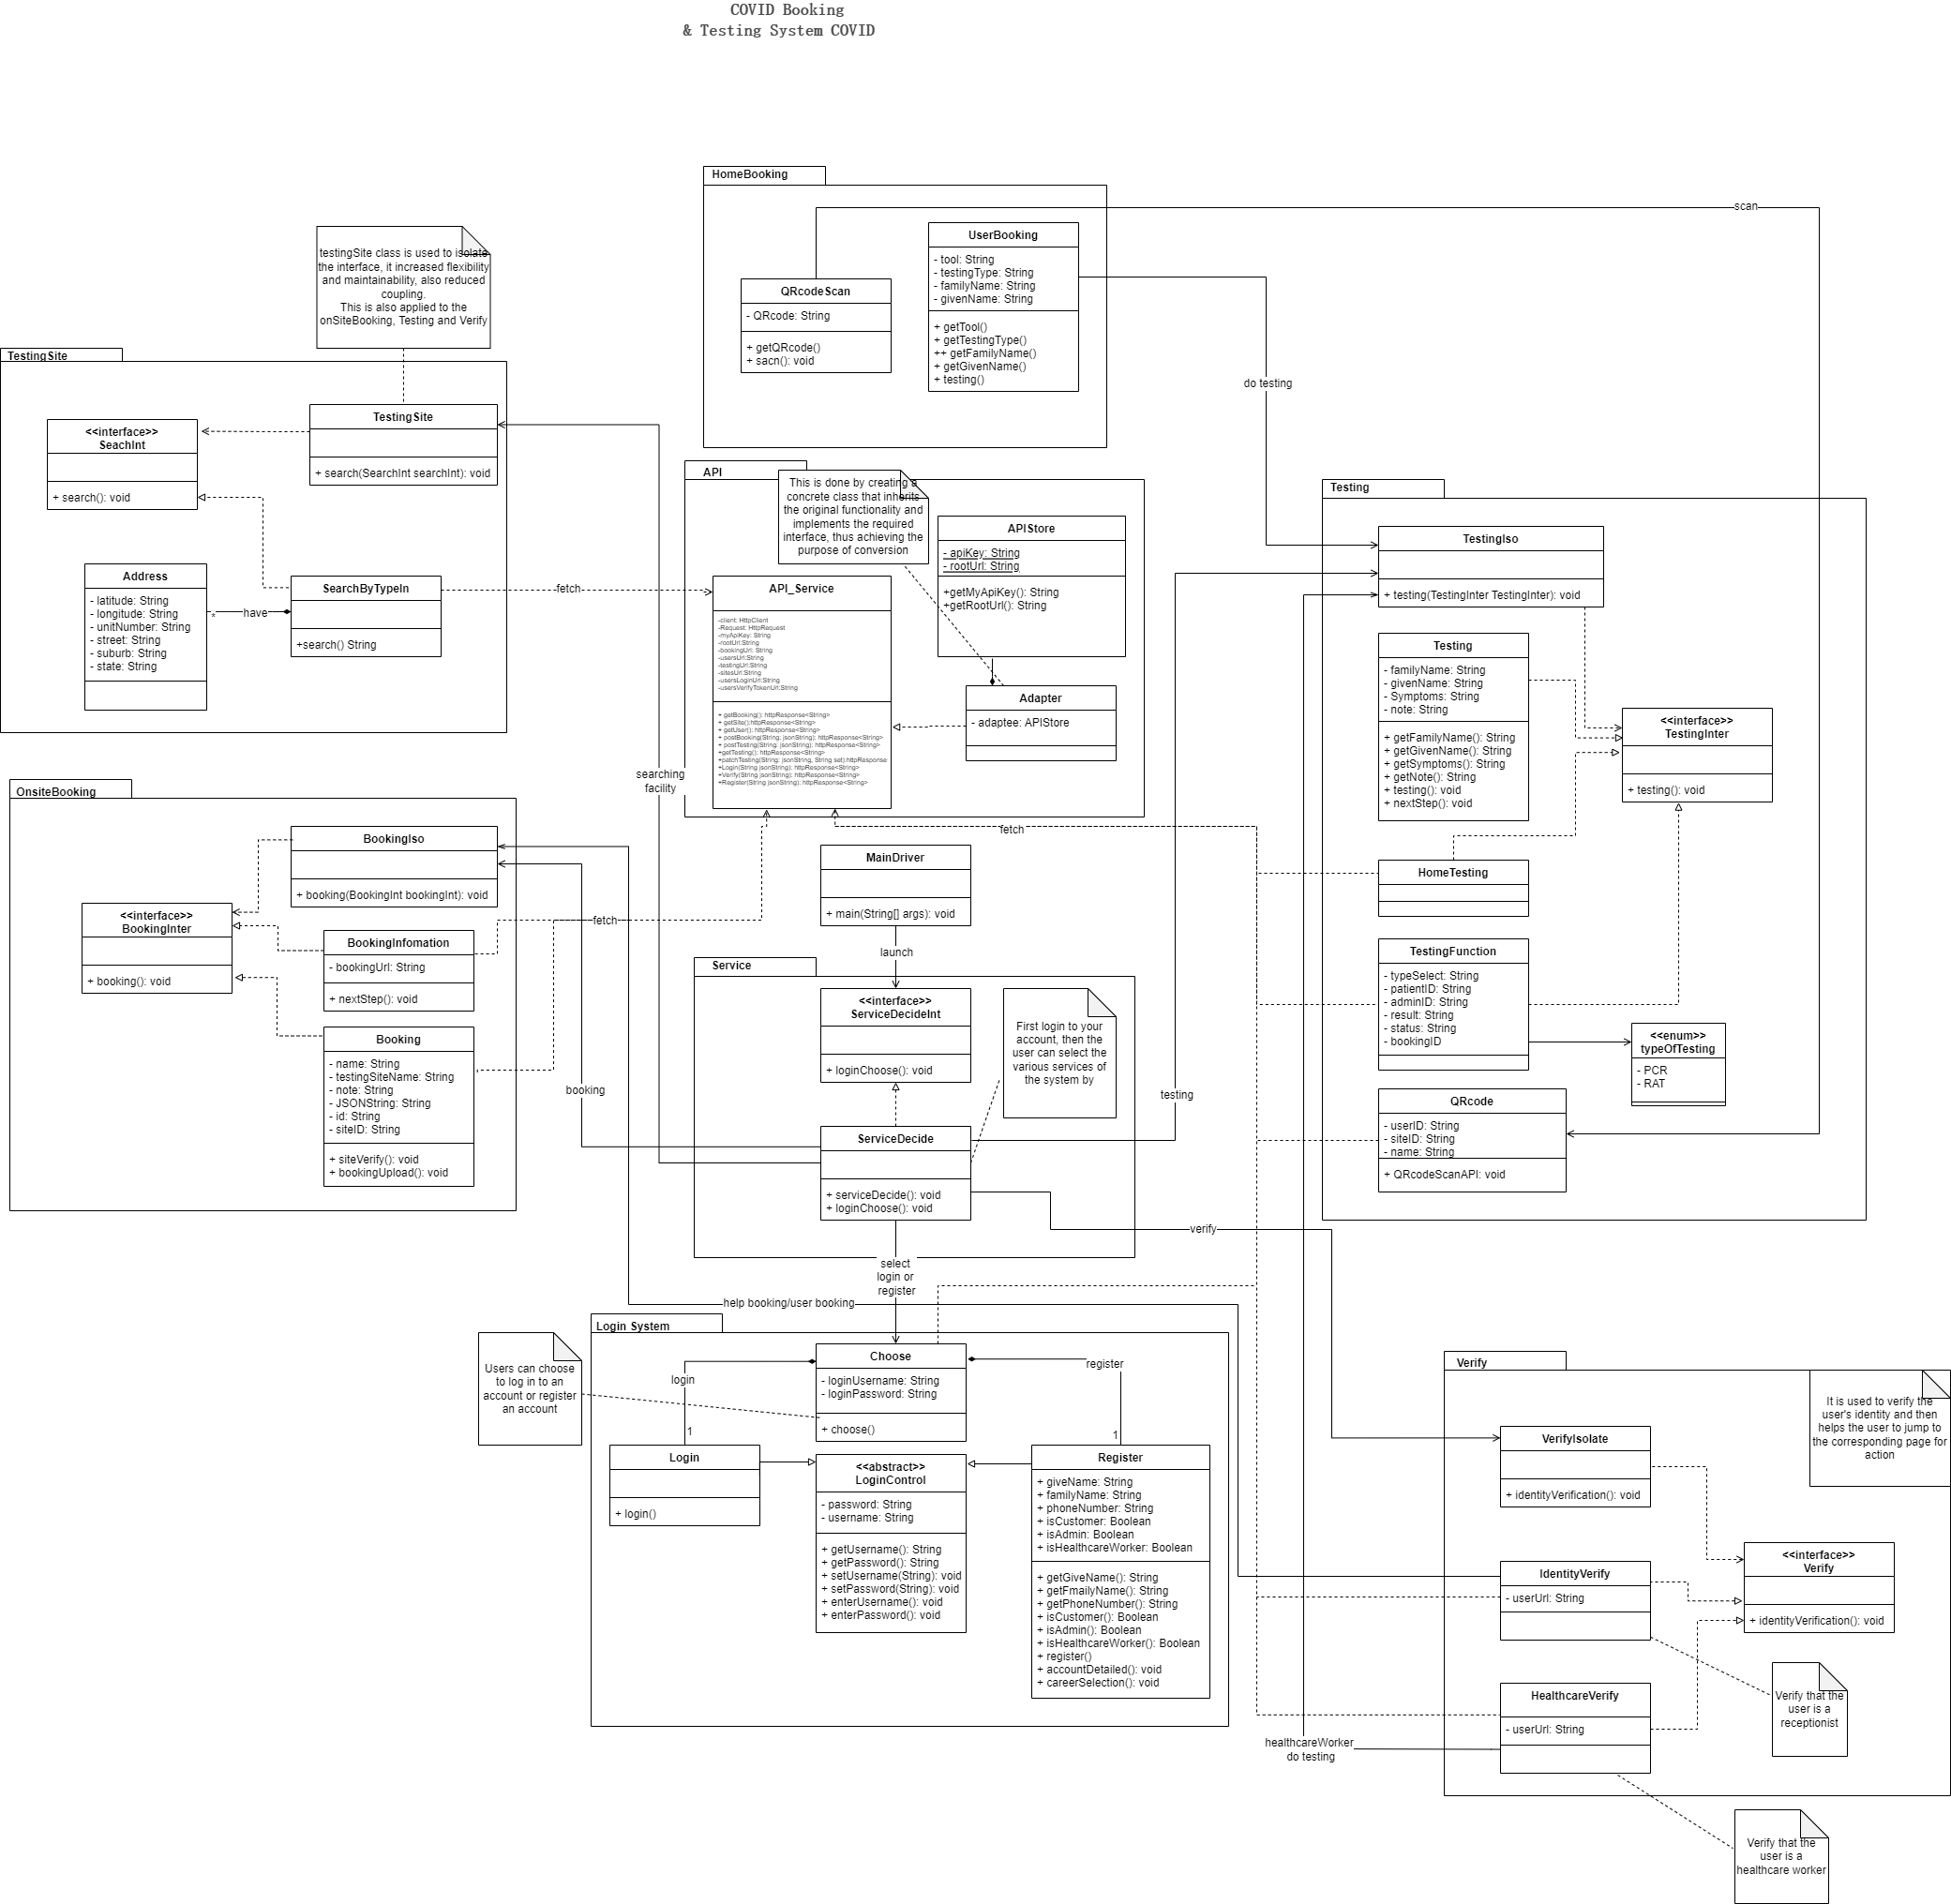 COVID Booking
& Testing System COVID
HomeBooking
scan
UserBooking
- tool: String
- testingType: String
- familyName: String
- givenName: String
+ getTool()
+ getTestingType()
++ getFamilyName()
+ getGivenName()
+ testing()
QRcodeScan
- QRcode: String
+ getQRcode()
+ sacn(): void
do testing
testingSite class is used to isolate
the interface, it increased flexibility
and maintainability, also reduced
coupling.
This is also applied to the
onSiteBooking, Testing and Verify
TestingSite
<<interface>>
SeachInt
+ search(): void
TestingSite
+ search(SearchInt searchInt): void
Address
- latitude: String
- longitude: String
- unitNumber: String
- street: String
- suburb: String
- state: String
* have
SearchByTypeIn
+search() String
fetch
searching
facility
API
This is done by creating a
concrete class that inherits
the original functionality and
implements the required
interface, thus achieving the
purpose of conversion
APIStore
- apiKey: String
- rootUrl: String
+getMyApiKey(): String
+getRootUrl(): String
API_Service
-client: HttpClient
-Request: HttpRequest
-myApiKey: String
-rootUrl:String
-bookingUrl: String
-usersUrl:String
-testingUrl:String
-sitesUrl:String
-usersLoginUrl:String
-usersVerifyTokenUrl:String
+ getBooking(): httpResponse<String>
+ getSite():httpResponse<String>
+ getUser(): httpResponse<String>
+ postBooking(String: jsonString): httpResponse<String>
+ postTesting(String: jsonString): httpResponse<String>
+getTesting(): httpResponse<String>
+patchTesting(String: jsonString, String set):httpResponse
+Login(String jsonString): httpResponse<String>
+Verify(String jsonString): httpResponse<String>
+Register(String jsonString): httpResponse<String>
Adapter
- adaptee: APIStore
fetch
Testing
TestingIso
+ testing(TestingInter TestingInter): void
Testing
- familyName: String
- givenName: String
- Symptoms: String
- note: String
+ getFamilyName(): String
+ getGivenName(): String
+ getSymptoms(): String
+ getNote(): String
+ testing(): void
+ nextStep(): void
<<interface>>
TestingInter
+ testing(): void
HomeTesting
TestingFunction
- typeSelect: String
- patientID: String
- adminID: String
- result: String
- status: String
- bookingID
<<enum>>
typeOfTesting
- PCR
- RAT
QRcode
- userID: String
- siteID: String
- name: String
+ QRcodeScanAPI: void
OnsiteBooking
BookingIso
+ booking(BookingInt bookingInt): void
<<interface>>
BookingInter
+ booking(): void
BookingInfomation
- bookingUrl: String
+ nextStep(): void
Booking
- name: String
- testingSiteName: String
- note: String
- JSONString: String
- id: String
- siteID: String
+ siteVerify(): void
+ bookingUpload(): void
fetch
booking
MainDriver
+ main(String[] args): void
launch
Service
<<interface>>
ServiceDecideInt
+ loginChoose(): void
First login to your
account, then the
user can select the
various services of
the system by
ServiceDecide
+ serviceDecide(): void
+ loginChoose(): void
testing
verify
select
login or
register
help booking/user booking
Login System
Users can choose
to log in to an
account or register
an account
Choose
- loginUsername: String
- loginPassword: String
+ choose()
login
1
register
1
Login
+ login()
<<abstract>>
LoginControl
- password: String
- username: String
+ getUsername(): String
+ getPassword(): String
+ setUsername(String): void
+ setPassword(String): void
+ enterUsername(): void
+ enterPassword(): void
Register
+ giveName: String
+ familyName: String
+ phoneNumber: String
+ isCustomer: Boolean
+ isAdmin: Boolean
+ isHealthcareWorker: Boolean
+ getGiveName(): String
+ getFmailyName(): String
+ getPhoneNumber(): String
+ isCustomer(): Boolean
+ isAdmin(): Boolean
+ isHealthcareWorker(): Boolean
+ register()
+ accountDetailed(): void
+ careerSelection(): void
healthcareWorker
do testing
Verify
It is used to verify the
user's identity and then
helps the user to jump to
the corresponding page for
action
VerifyIsolate
+ identityVerification(): void
<<interface>>
Verify
+ identityVerification(): void
IdentityVerify
- userUrl: String
Verify that the
user is a
receptionist
HealthcareVerify
- userUrl: String
Verify that the
user is a
healthcare worker